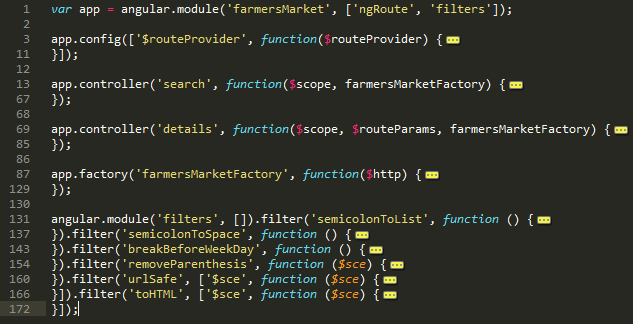 1 var app = angular.module('farmersMarket', ['ngRoute', 'filters']);
2
3 app.config(['$routeProvider', function($routeProvider) {
11 }]);
12
13 app.controller('search', function($scope, farmersMarketFactory) {
67 });
68
69 app.controller('details', function($scope, $routeParams, farmersMarketFactory) {
85 });
86
87 app.factory('farmersMarketFactory', function($http) {
129 });
130
131 angular.module('filters', []).filter('semicolonToList', function () {
137 }).filter('semicolonToSpace', function () {
143 }).filter('breakBeforeWeekDay', function () {
154 }).filter('removeParenthesis', function ($sce) {
160 }).filter('urlSafe', ['$sce', function ($sce) {
166 }]).filter('toHTML', ['$sce', function ($sce) {
172 }]);